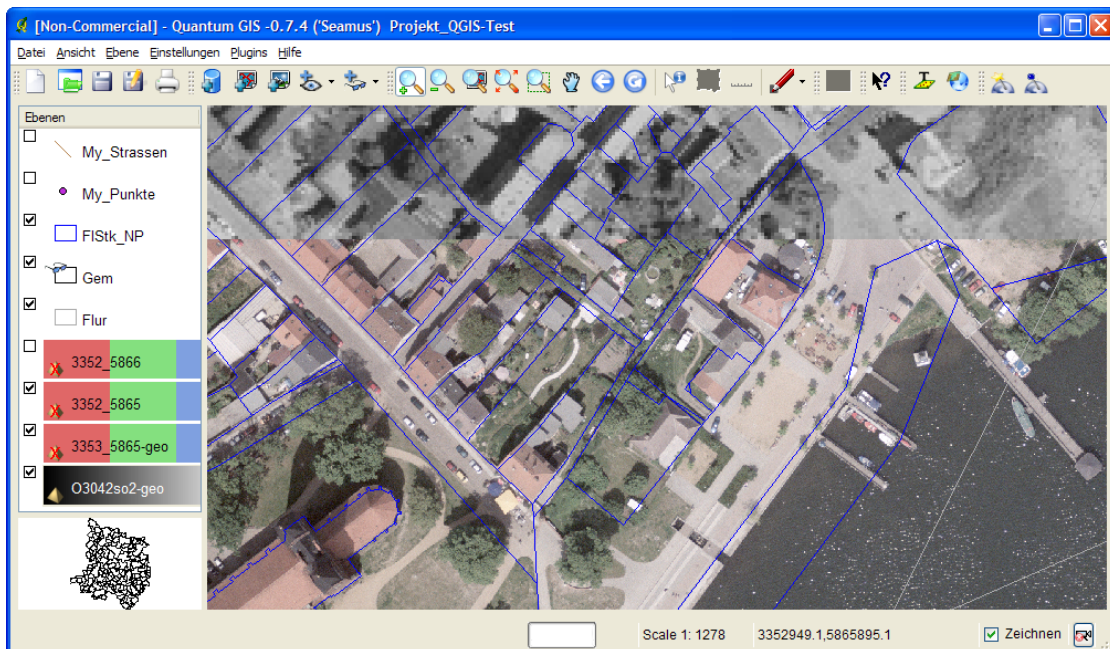 [Non-Commercial] - Quantum GIS -0.7.4 ('Seamus') Projekt_QGIS-Test
Datei Ansicht Ebene Einstellungen Plugins Hilfe
Ebenen
My_Strassen
My_Punkte
FlStk_NP
Gem
Flur
3352_5866
3352_5865
3353_5865-geo
O3042so2-geo
Scale 1: 1278 3352949.1,5865895.1 Zeichnen